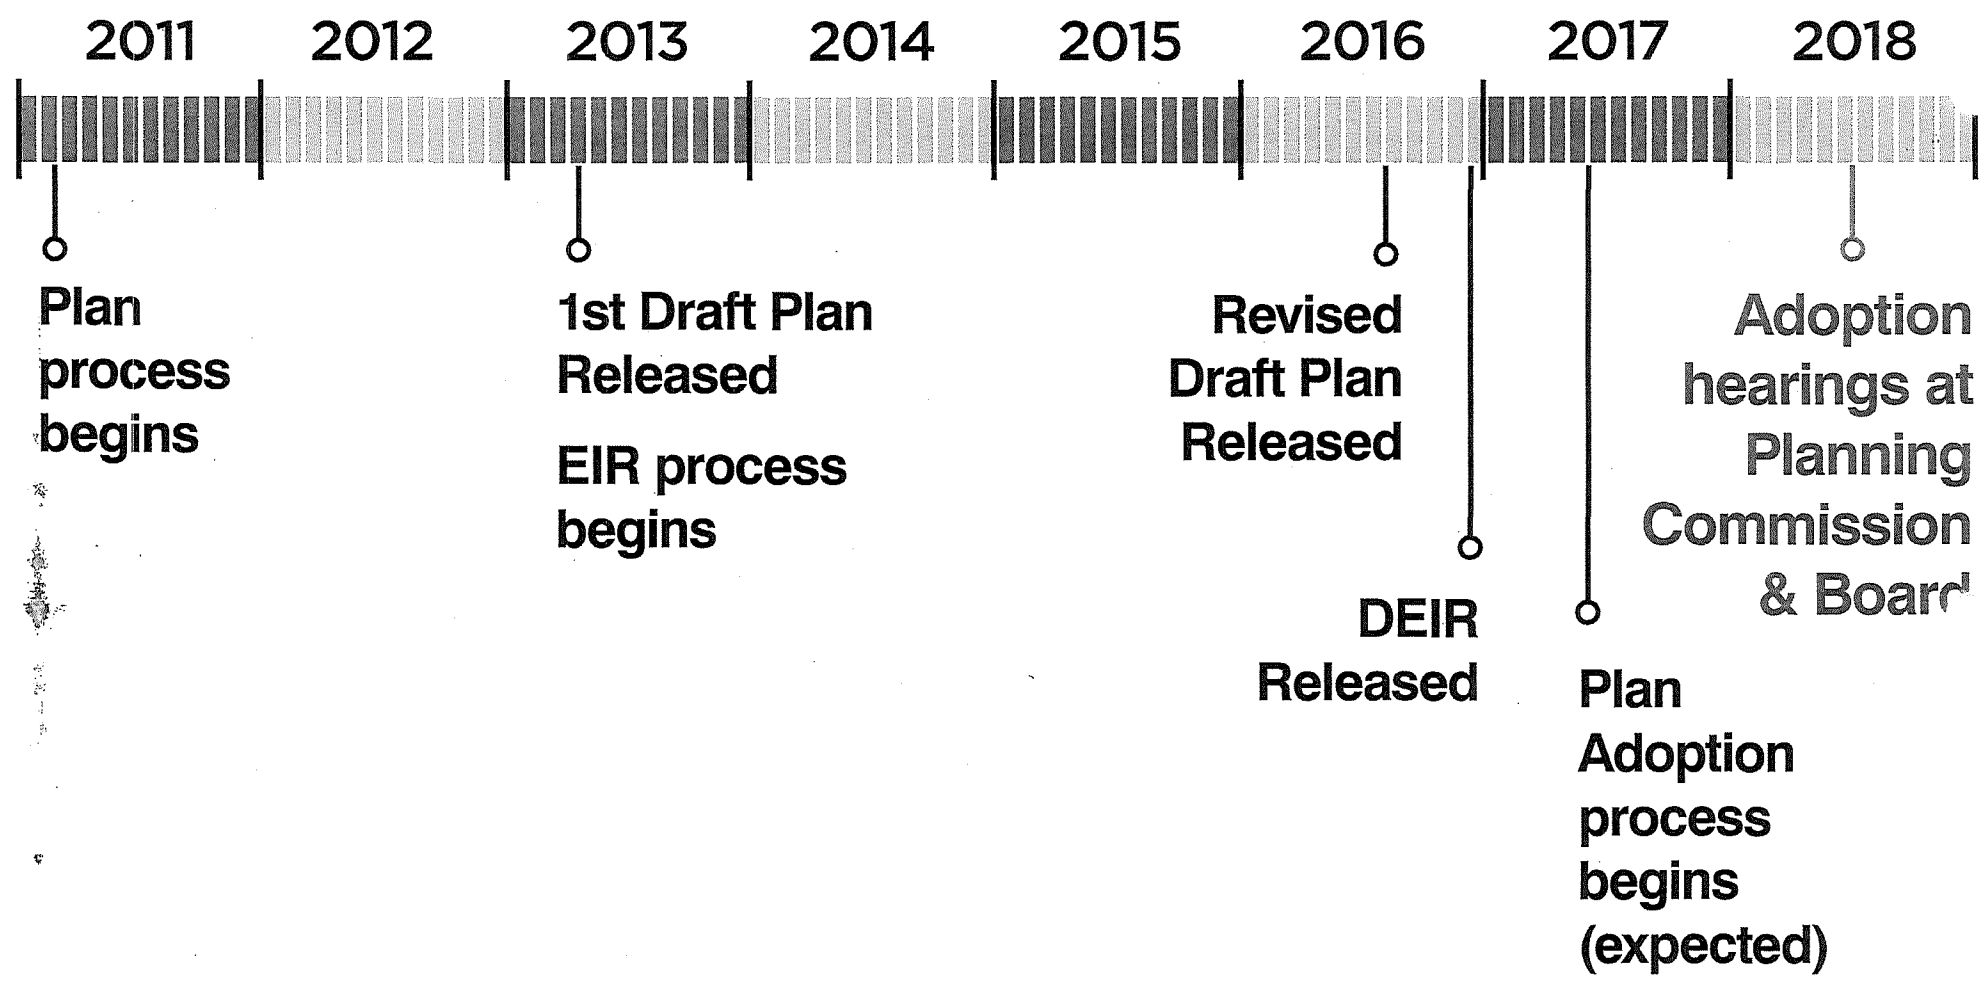 2011 2012 2013 2014 2015 2016 2017 2018
Plan
process
begins
1st Draft Plan
Released
EIR process
begins
Revised
Draft Plan
Released
DEIR
Released
Plan
Adoption
process
begins
(expected)
Adoption
hearings at
Planning
Commission
& Board